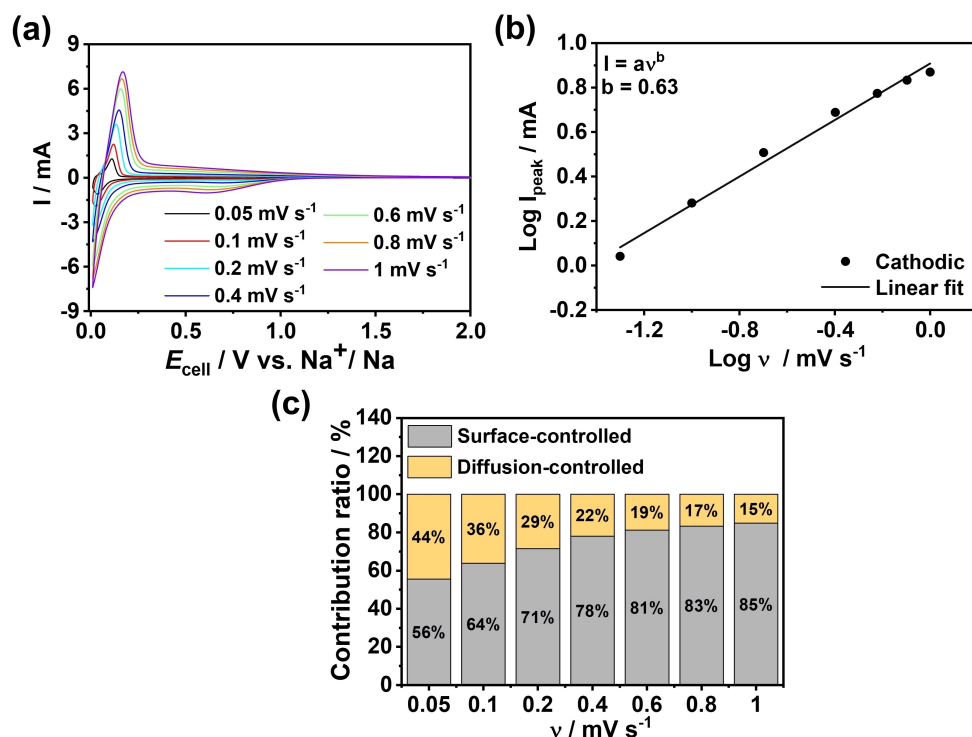 (a)
9
6
3
0
-3
-6
-9
I / mA
0.05 mV s⁻¹
0.1 mV s⁻¹
0.2 mV s⁻¹
0.4 mV s⁻¹
0.6 mV s⁻¹
0.8 mV s⁻¹
1 mV s⁻¹
0.0 0.5 1.0 1.5 2.0
E_cell / V vs. Na⁺/ Na
(b)
I = aν^b
b = 0.63
1.0
0.8
0.6
0.4
0.2
0.0
-0.2
Log I_peak / mA
Cathodic
Linear fit
-1.2 -0.8 -0.4 0.0
Log ν / mV s⁻¹
(c)
140
120
100
80
60
40
20
0
Contribution ratio / %
Surface-controlled
Diffusion-controlled
44% 36% 29% 22% 19% 17% 15%
56% 64% 71% 78% 81% 83% 85%
0.05 0.1 0.2 0.4 0.6 0.8 1
ν / mV s⁻¹